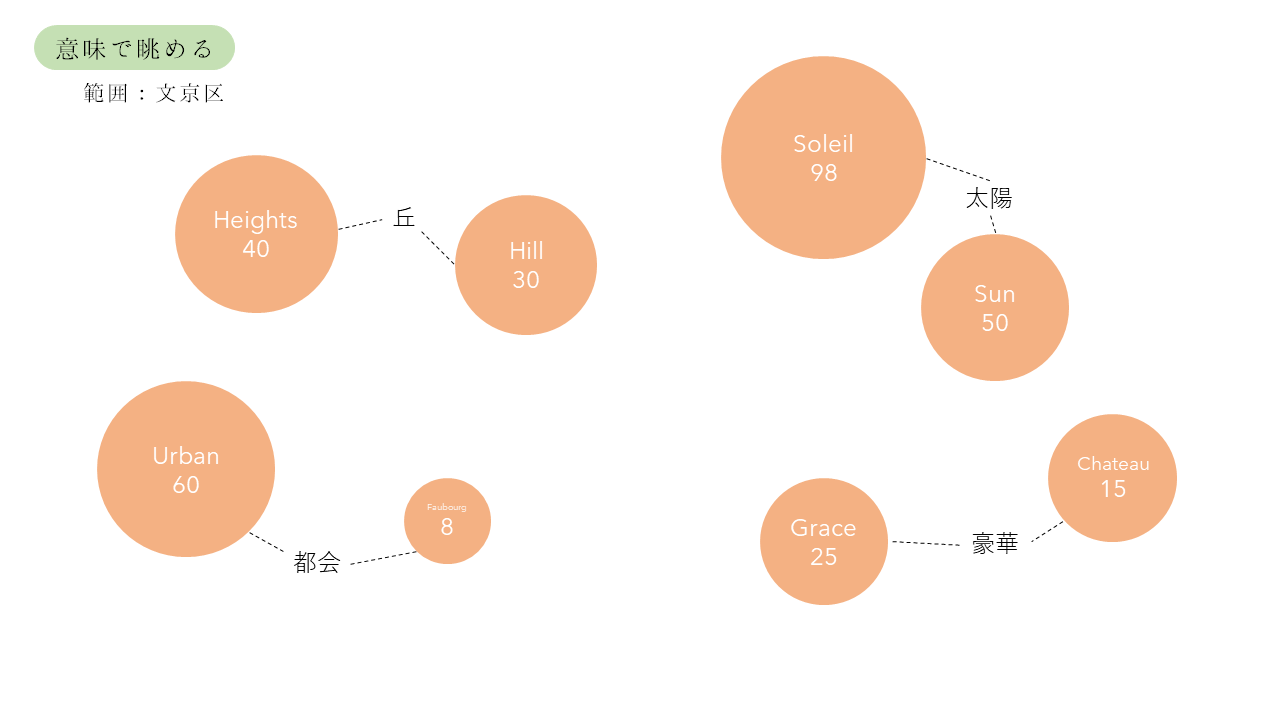 意味で眺める
範囲：文京区
Heights
40
丘
Hill
30
Soleil
98
太陽
Sun
50
Urban
60
都会
Faubourg
8
Grace
25
豪華
Chateau
15